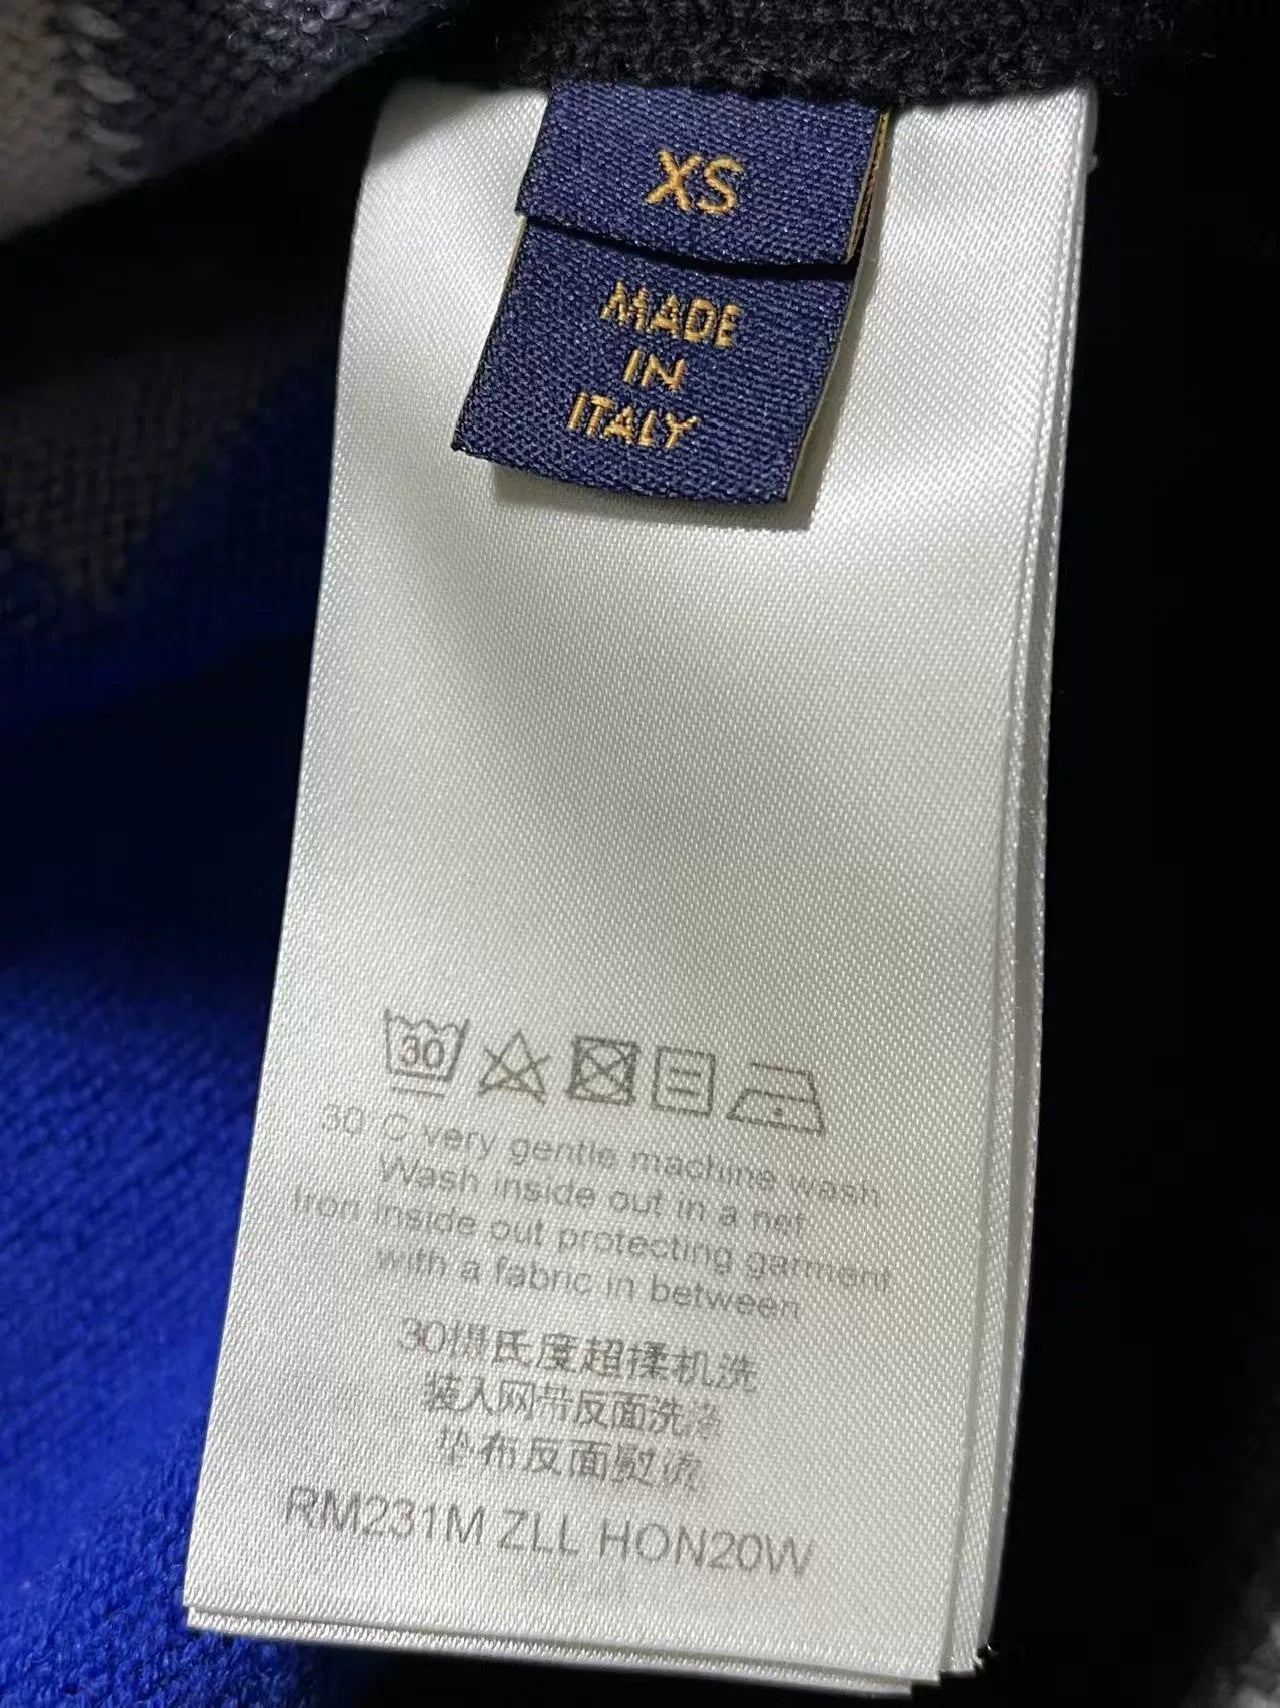 XS
MADE
IN
ITALY
30
30°C very gentle machine wash
Wash inside out in a net
Iron inside out protecting garment
with a fabric in between
30摄氏度超揉机洗
装入网带反面洗涤
垫布反面熨烫
RM231M ZLL HON20W